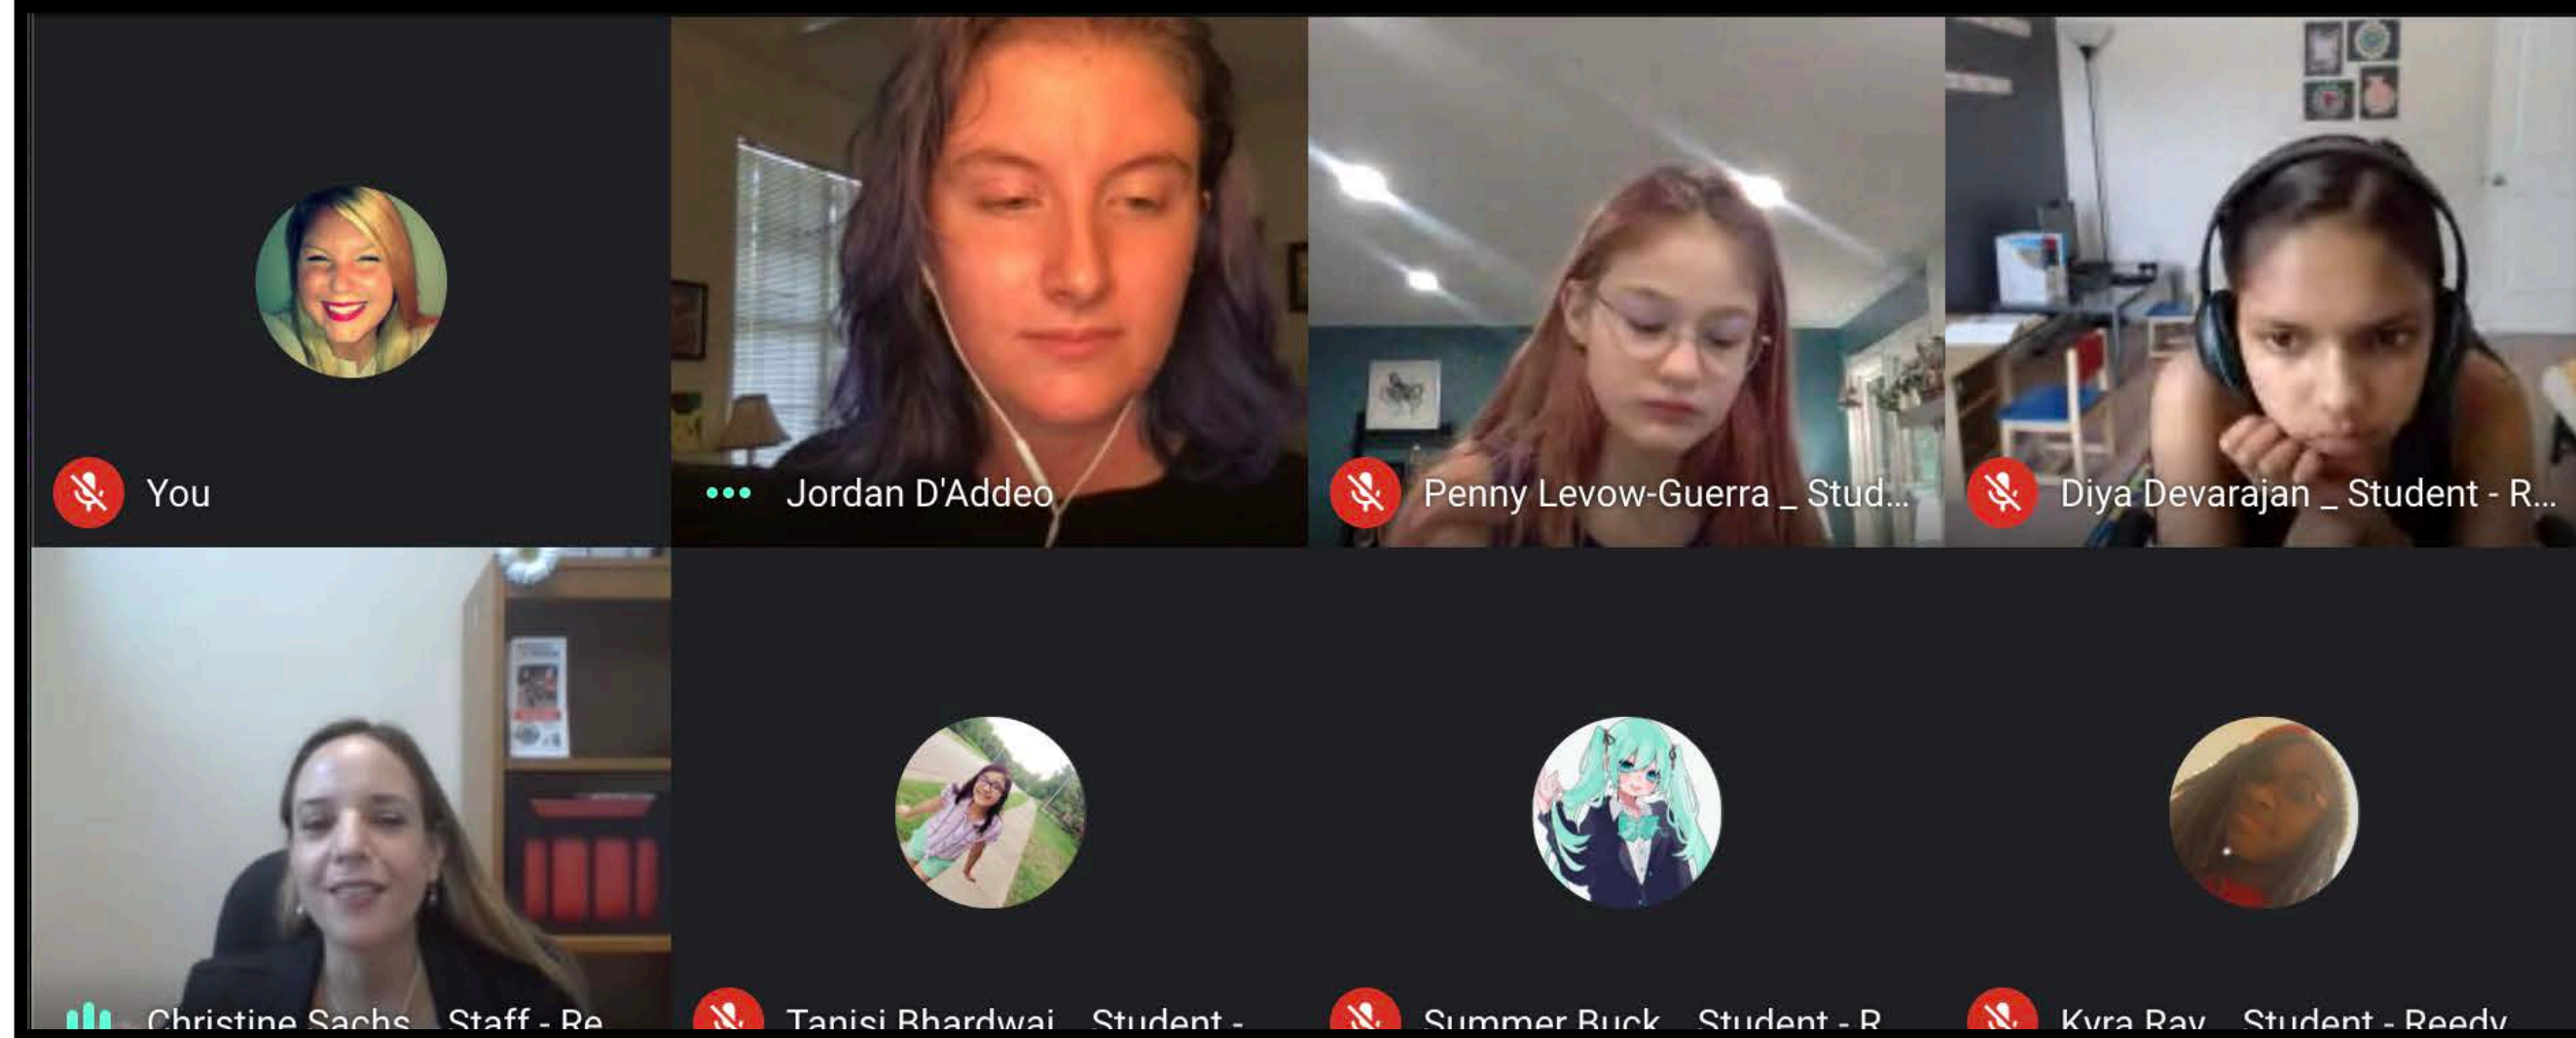 You
Jordan D'Addeo
Penny Levow-Guerra _ Stud...
Diya Devarajan _ Student - R...
Christine Sachs _ Staff - Re
Tanisi Bhardwaj _ Student -
Summer Buck _ Student - R
Kyra Ray _ Student - Reedy